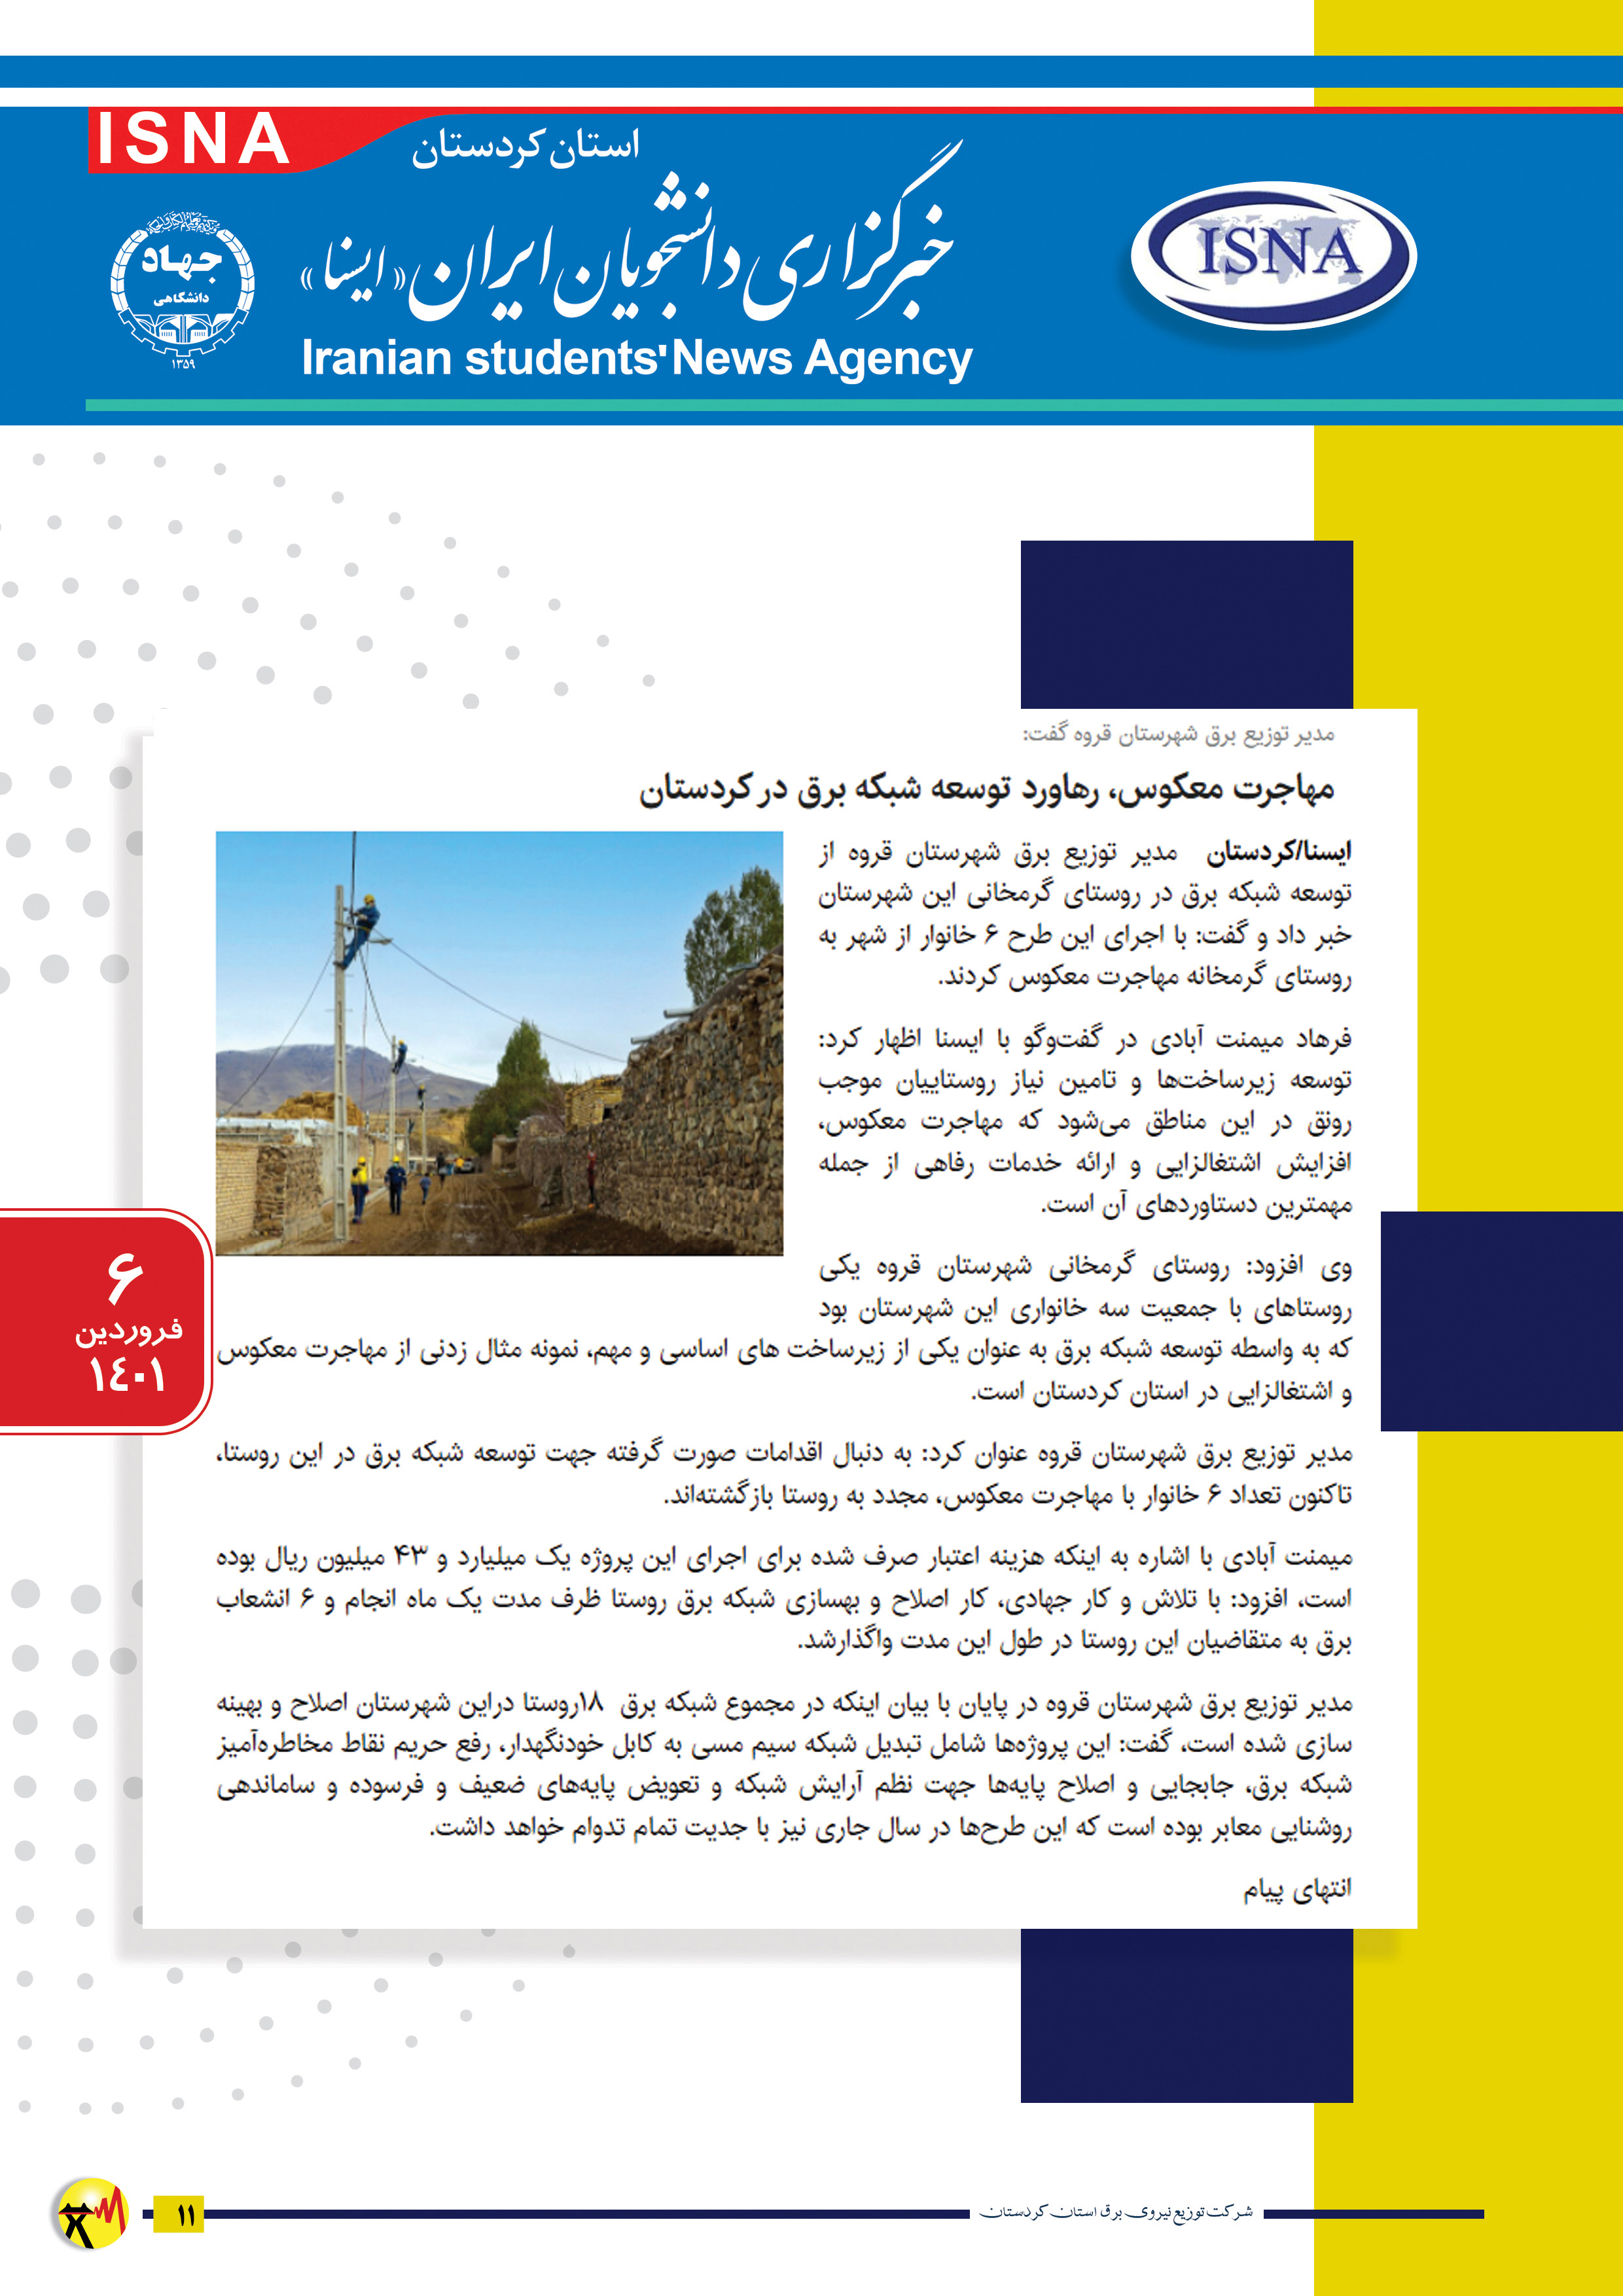 ISNA
استان کردستان
خبرگزاری دانشجویان ایران «ایسنا»
Iranian students' News Agency
ISNA
جهاد
دانشگاهی
۱۳۵۹
مدیر توزیع برق شهرستان قروه گفت:
مهاجرت معکوس، رهاورد توسعه شبکه برق در کردستان
ایسنا/کردستان مدیر توزیع برق شهرستان قروه از
توسعه شبکه برق در روستای گرمخانی این شهرستان
خبر داد و گفت: با اجرای این طرح ۶ خانوار از شهر به
روستای گرمخانه مهاجرت معکوس کردند.
فرهاد میمنت آبادی در گفت‌وگو با ایسنا اظهار کرد:
توسعه زیرساخت‌ها و تامین نیاز روستاییان موجب
رونق در این مناطق می‌شود که مهاجرت معکوس،
افزایش اشتغالزایی و ارائه خدمات رفاهی از جمله
مهمترین دستاوردهای آن است.
وی افزود: روستای گرمخانی شهرستان قروه یکی
روستاهای با جمعیت سه خانواری این شهرستان بود
که به واسطه توسعه شبکه برق به عنوان یکی از زیرساخت های اساسی و مهم، نمونه مثال زدنی از مهاجرت معکوس
و اشتغالزایی در استان کردستان است.
مدیر توزیع برق شهرستان قروه عنوان کرد: به دنبال اقدامات صورت گرفته جهت توسعه شبکه برق در این روستا،
تاکنون تعداد ۶ خانوار با مهاجرت معکوس، مجدد به روستا بازگشته‌اند.
میمنت آبادی با اشاره به اینکه هزینه اعتبار صرف شده برای اجرای این پروژه یک میلیارد و ۴۳ میلیون ریال بوده
است، افزود: با تلاش و کار جهادی، کار اصلاح و بهسازی شبکه برق روستا ظرف مدت یک ماه انجام و ۶ انشعاب
برق به متقاضیان این روستا در طول این مدت واگذارشد.
مدیر توزیع برق شهرستان قروه در پایان با بیان اینکه در مجموع شبکه برق ۱۸روستا دراین شهرستان اصلاح و بهینه
سازی شده است، گفت: این پروژه‌ها شامل تبدیل شبکه سیم مسی به کابل خودنگهدار، رفع حریم نقاط مخاطره‌آمیز
شبکه برق، جابجایی و اصلاح پایه‌ها جهت نظم آرایش شبکه و تعویض پایه‌های ضعیف و فرسوده و ساماندهی
روشنایی معابر بوده است که این طرح‌ها در سال جاری نیز با جدیت تمام تداوم خواهد داشت.
انتهای پیام
۶
فروردین
۱۴۰۱
شرکت توزیع نیروی برق استان کردستان
۱۱